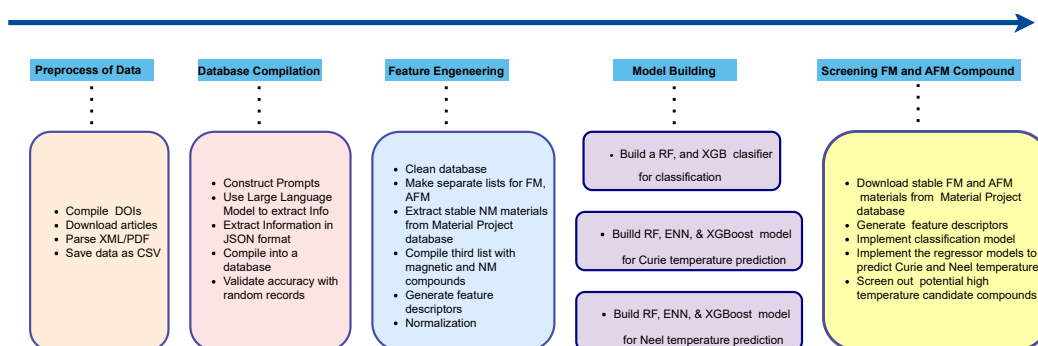 Preprocess of Data
Database Compilation
Feature Engeneering
Model Building
Screening FM and AFM Compound
• Compile DOIs
• Download articles
• Parse XML/PDF
• Save data as CSV
• Construct Prompts
• Use Large Language
Model to extract Info
• Extract Information in
JSON format
• Compile into a
database
• Validate accuracy with
random records
• Clean database
• Make separate lists for FM,
AFM
• Extract stable NM materials
from Material Project
database
• Compile third list with
magnetic and NM
compounds
• Generate feature
descriptors
• Normalization
• Build a RF, and XGB clasifier
for classification
• Builld RF, ENN, & XGBoost model
for Curie temperature prediction
• Build RF, ENN, & XGBoost model
for Neel temperature prediction
• Download stable FM and AFM
materials from Material Project
database
• Generate feature descriptors
• Implement classification model
• Implement the regressor models to
predict Curie and Neel temperature
• Screen out potential high
temperature candidate compounds